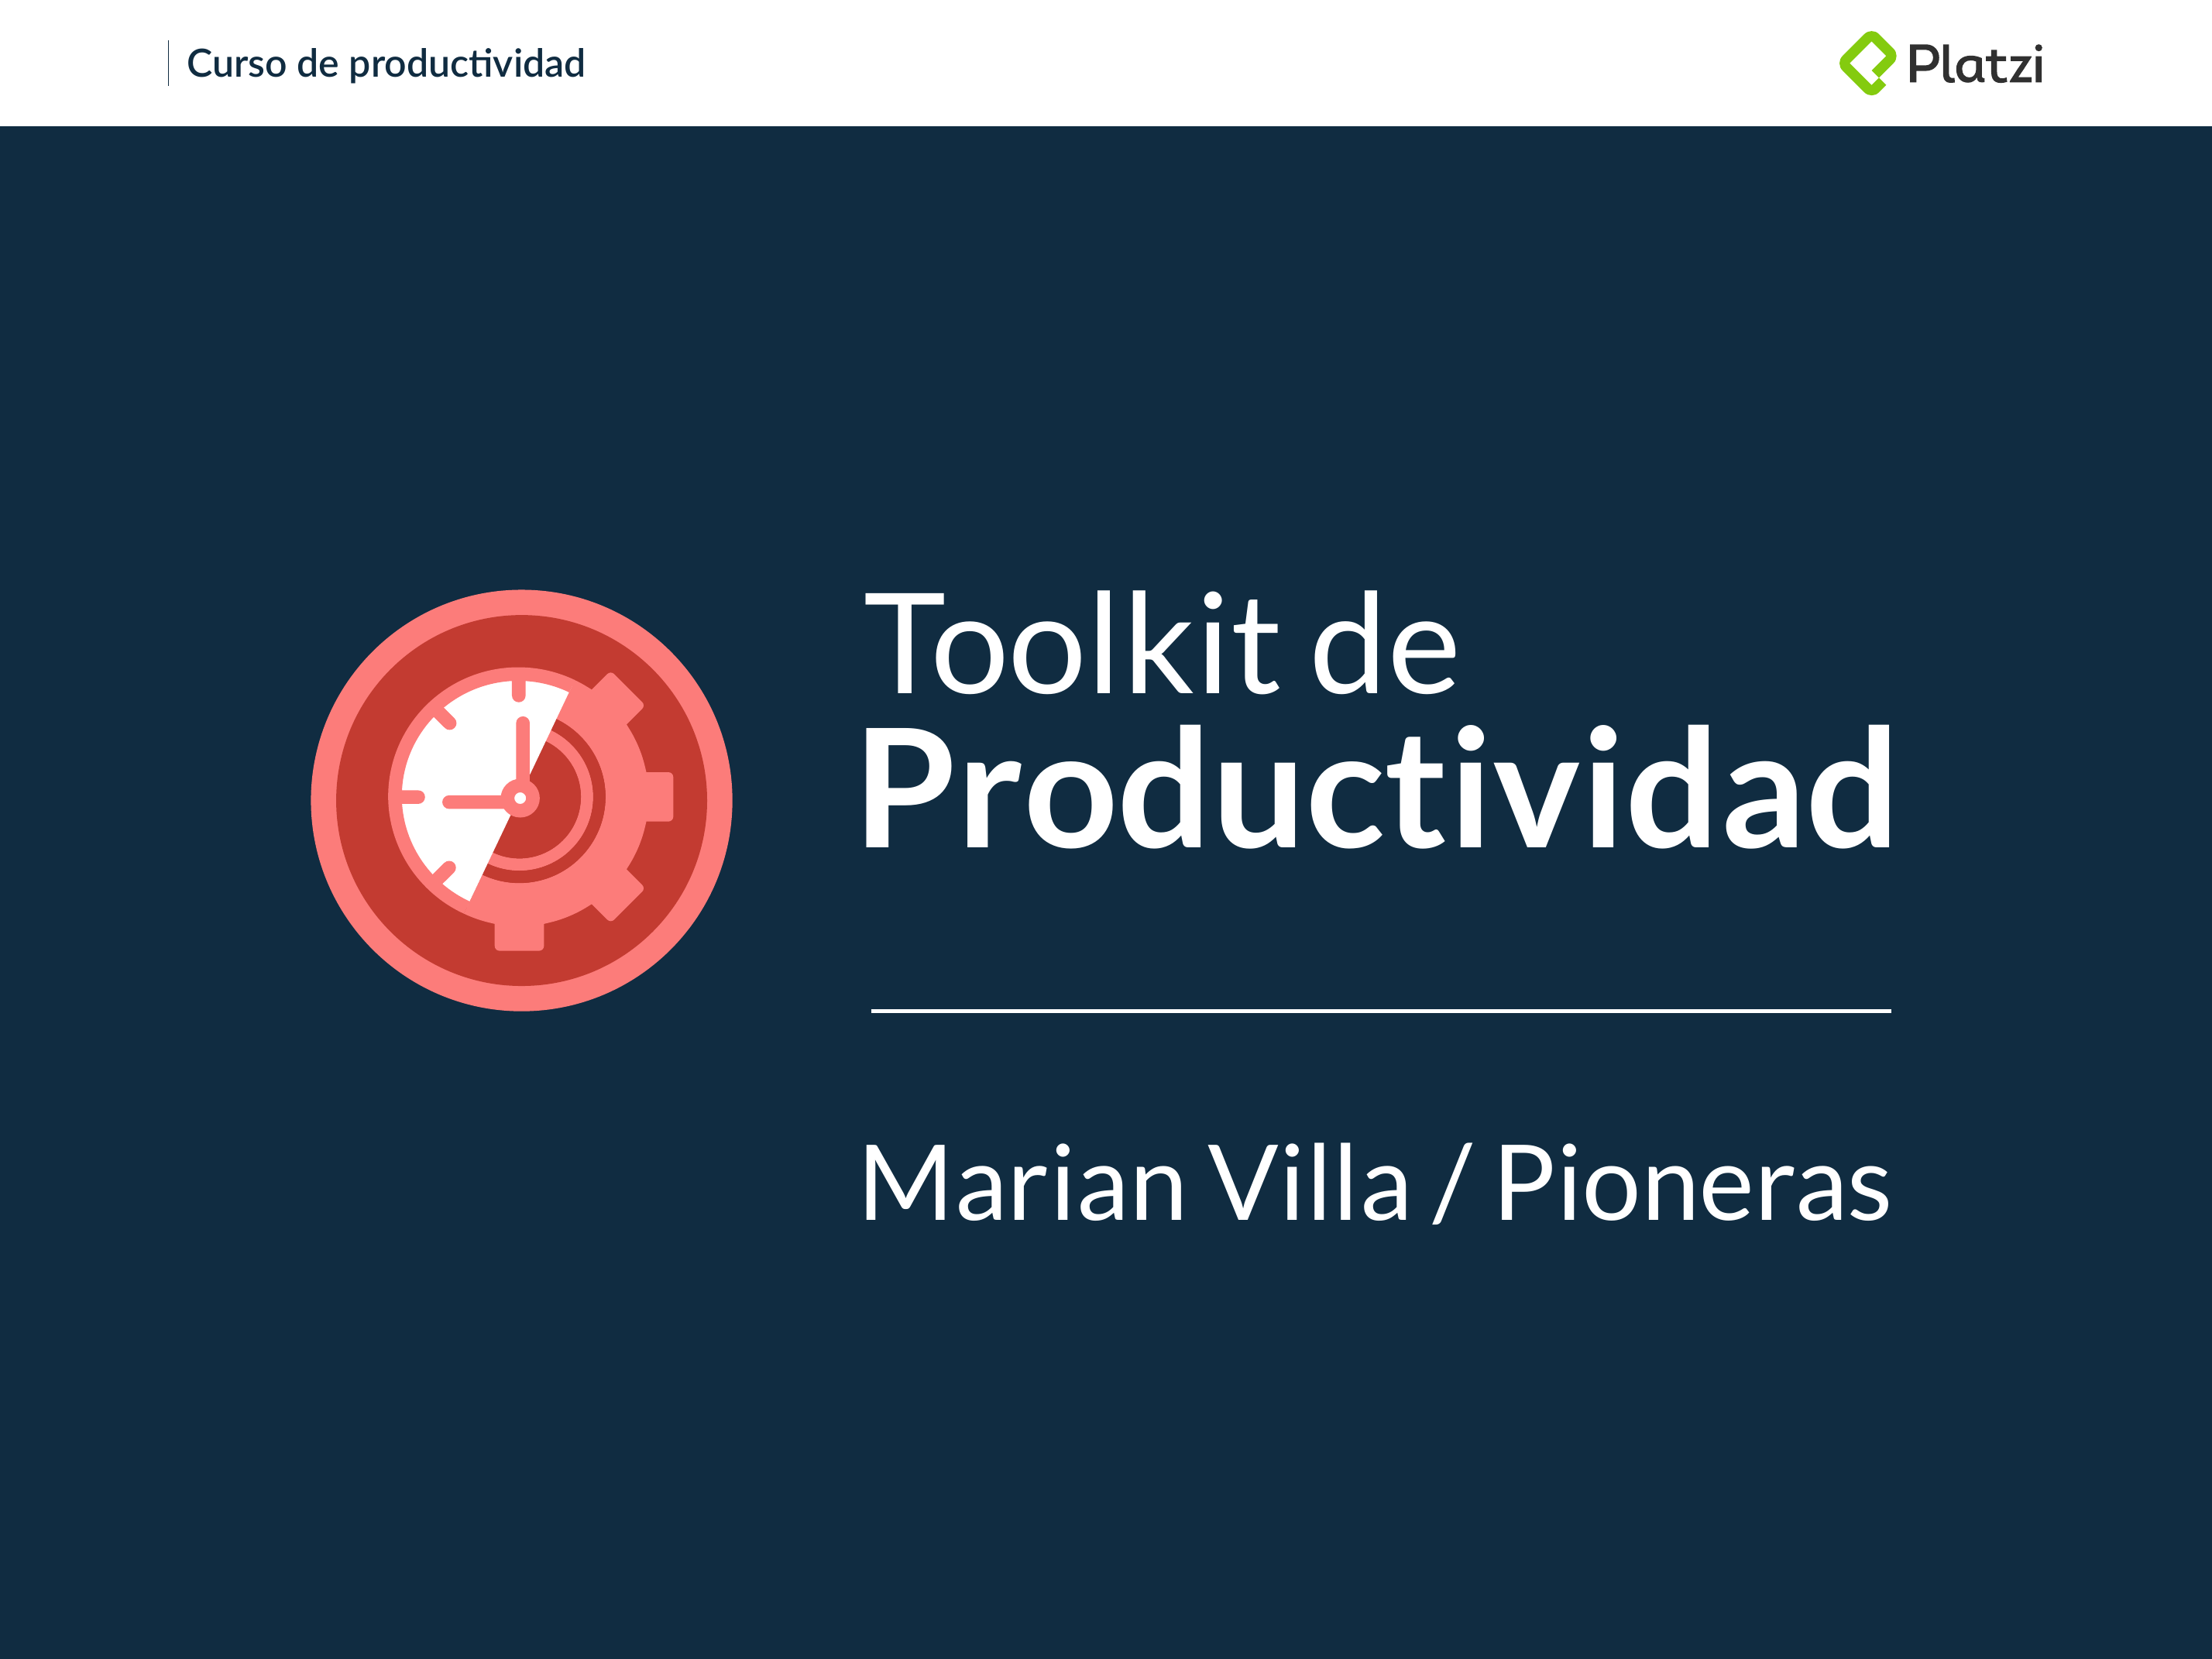 Curso de productividad
Platzi
Toolkit de
Productividad
Marian Villa / Pioneras